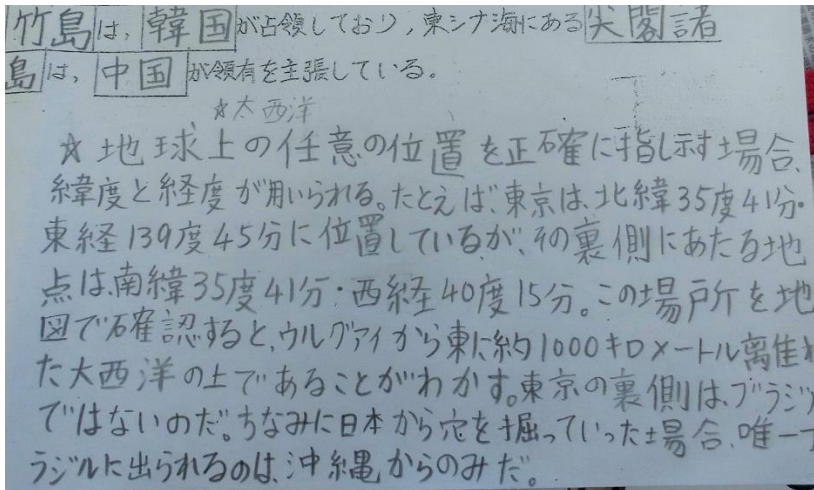 竹島は,韓国が占領しており,東シナ海にある尖閣諸
島は,中国が領有を主張している。
☆太西洋
☆地球上の任意の位置を正確に指し示す場合、
緯度と経度が用いられる。たとえば、東京は、北緯35度41分・
東経139度45分に位置しているが、その裏側にあたる地
点は、南緯35度41分・西経40度15分。この場所を地
図で確認すると、ウルグアイから東に約1000キロメートル離れ
た大西洋の上であることがわかす。東京の裏側は、ブラジル
ではないのだ。ちなみに日本から穴を掘っていった場合、唯一ブ
ラジルに出られるのは、沖縄からのみだ。